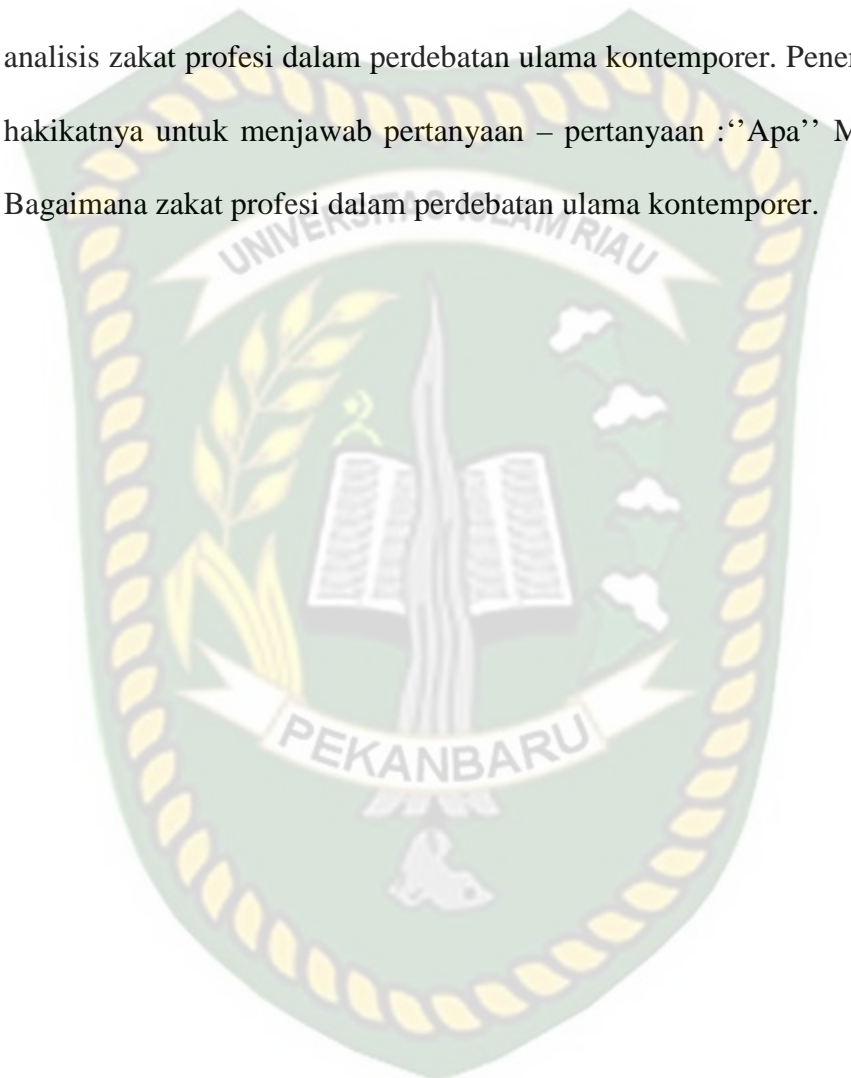 analisis zakat profesi dalam perdebatan ulama kontemporer.
hakikatnya untuk menjawab pertanyaan – pertanyaan :‘’Apa’’
Bagaimana zakat profesi dalam perdebatan ulama kontemporer.
UNIVERSITAS ISLAM RIAU
PEKANBARU